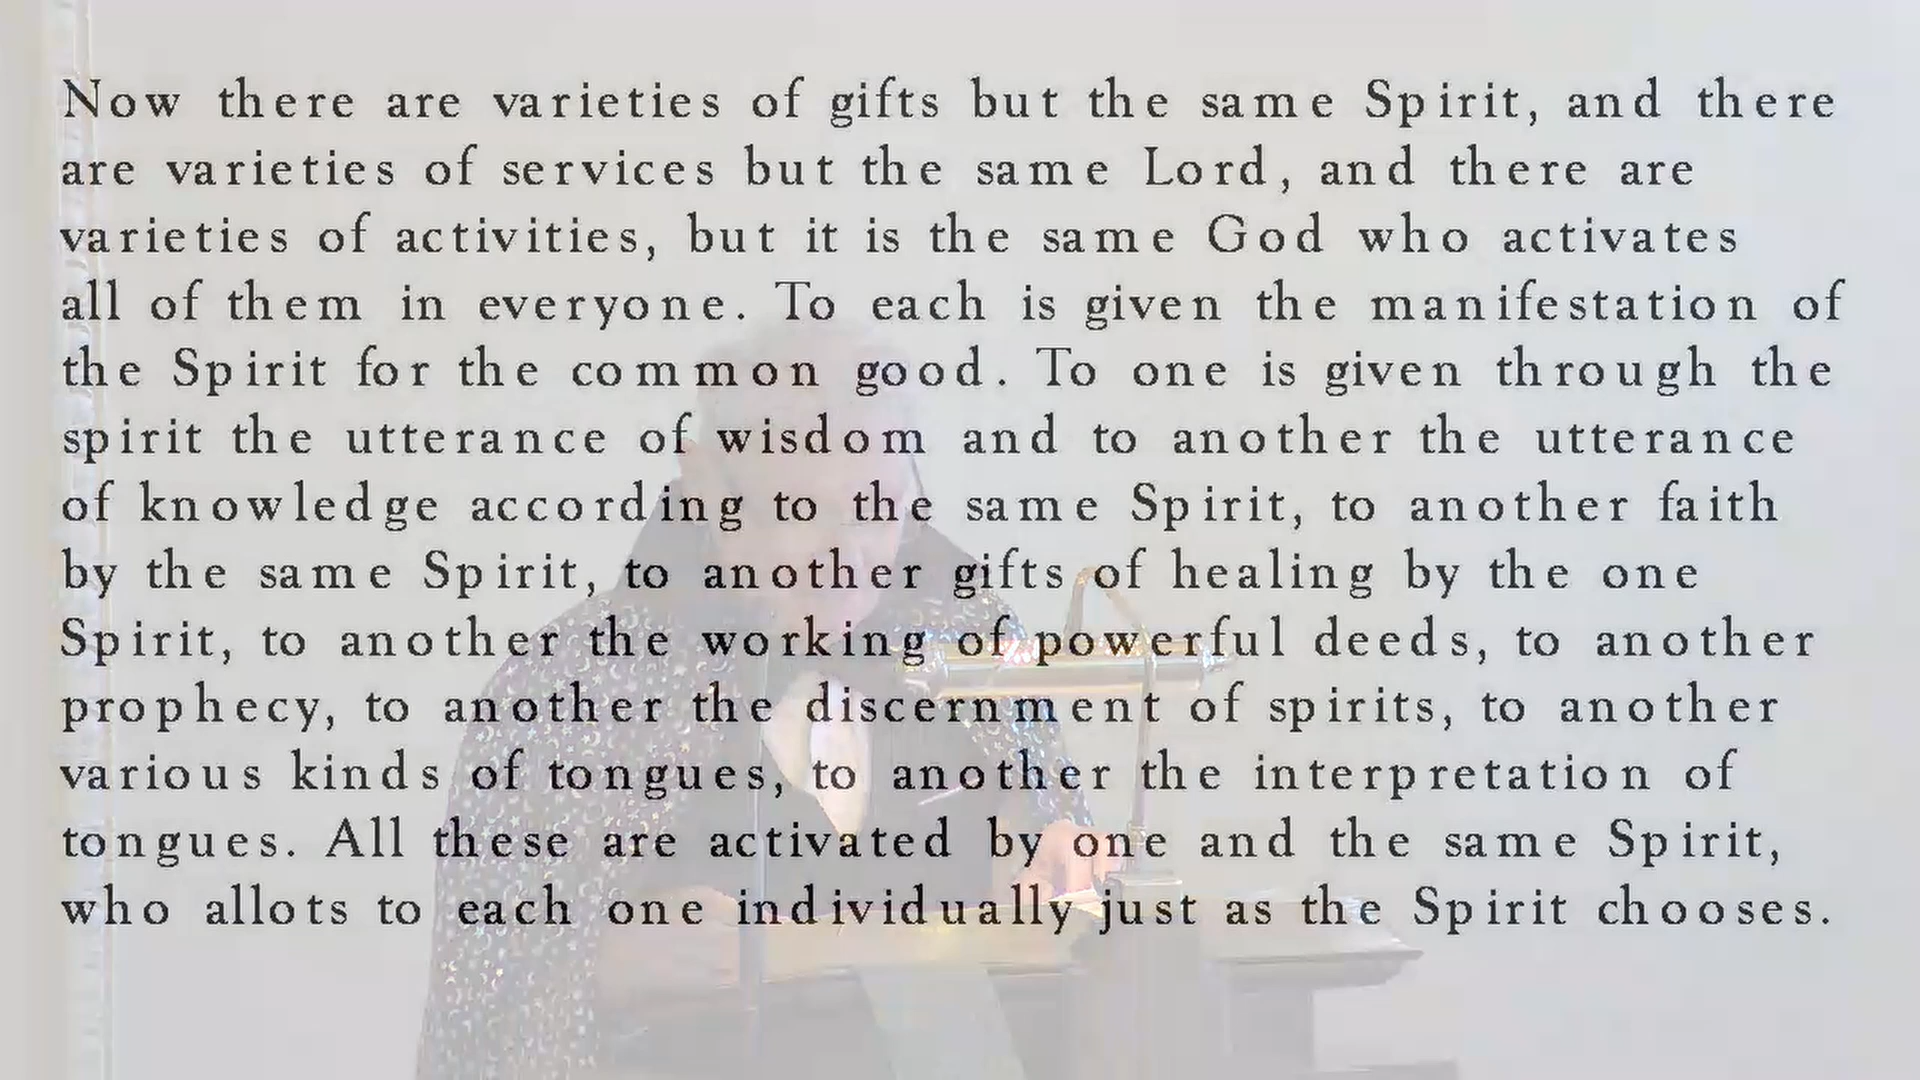 Now there are varieties of gifts but the same Spirit, and there
are varieties of services but the same Lord, and there are
varieties of activities, but it is the same God who activates
all of them in everyone. To each is given the manifestation of
the Spirit for the common good. To one is given through the
spirit the utterance of wisdom and to another the utterance
of knowledge according to the same Spirit, to another faith
by the same Spirit, to another gifts of healing by the one
Spirit, to another the working of powerful deeds, to another
prophecy, to another the discernment of spirits, to another
various kinds of tongues, to another the interpretation of
tongues. All these are activated by one and the same Spirit,
who allots to each one individually just as the Spirit chooses.